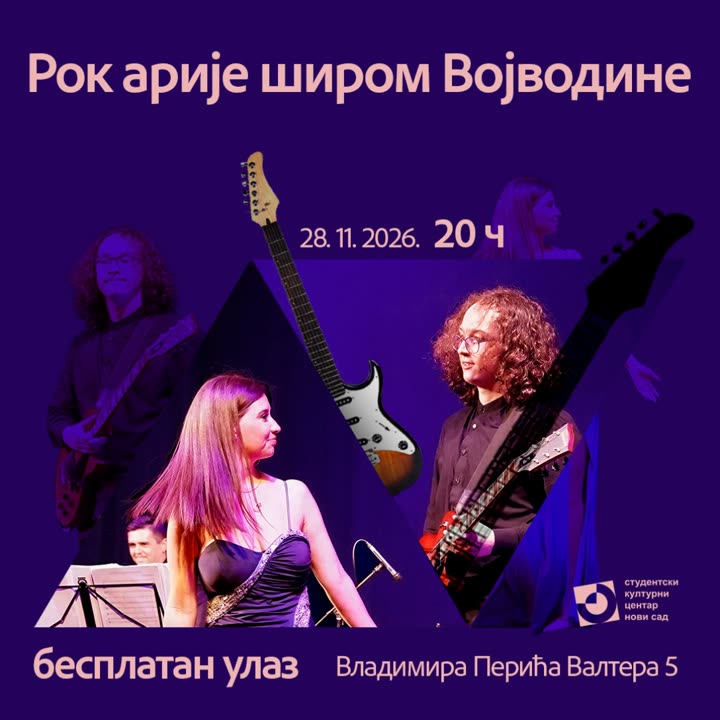 Рок арије широм Војводине
28. 11. 2026. 20 ч
студентски
културни
центар
нови сад
бесплатан улаз
Владимира Перића Валтера 5